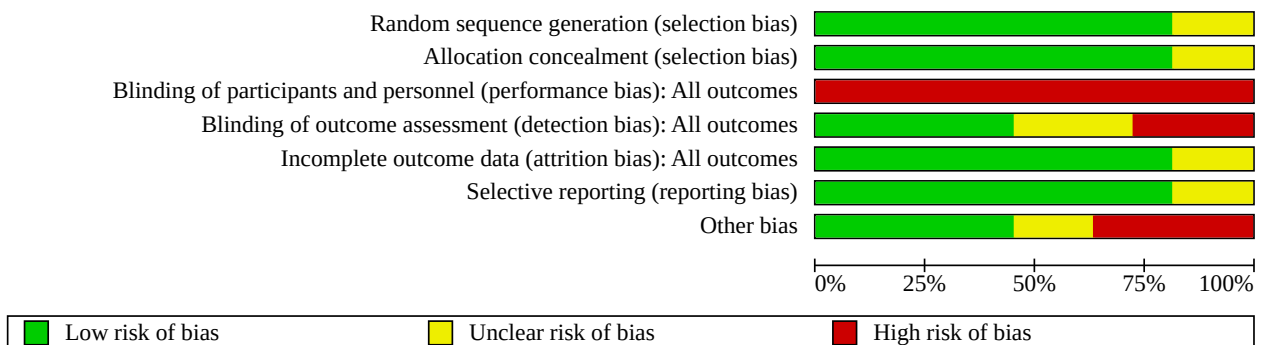 Random sequence generation (selection bias)
Allocation concealment (selection bias)
Blinding of participants and personnel (performance bias): All outcomes
Blinding of outcome assessment (detection bias): All outcomes
Incomplete outcome data (attrition bias): All outcomes
Selective reporting (reporting bias)
Other bias
0% 25% 50% 75% 100%
Low risk of bias Unclear risk of bias High risk of bias